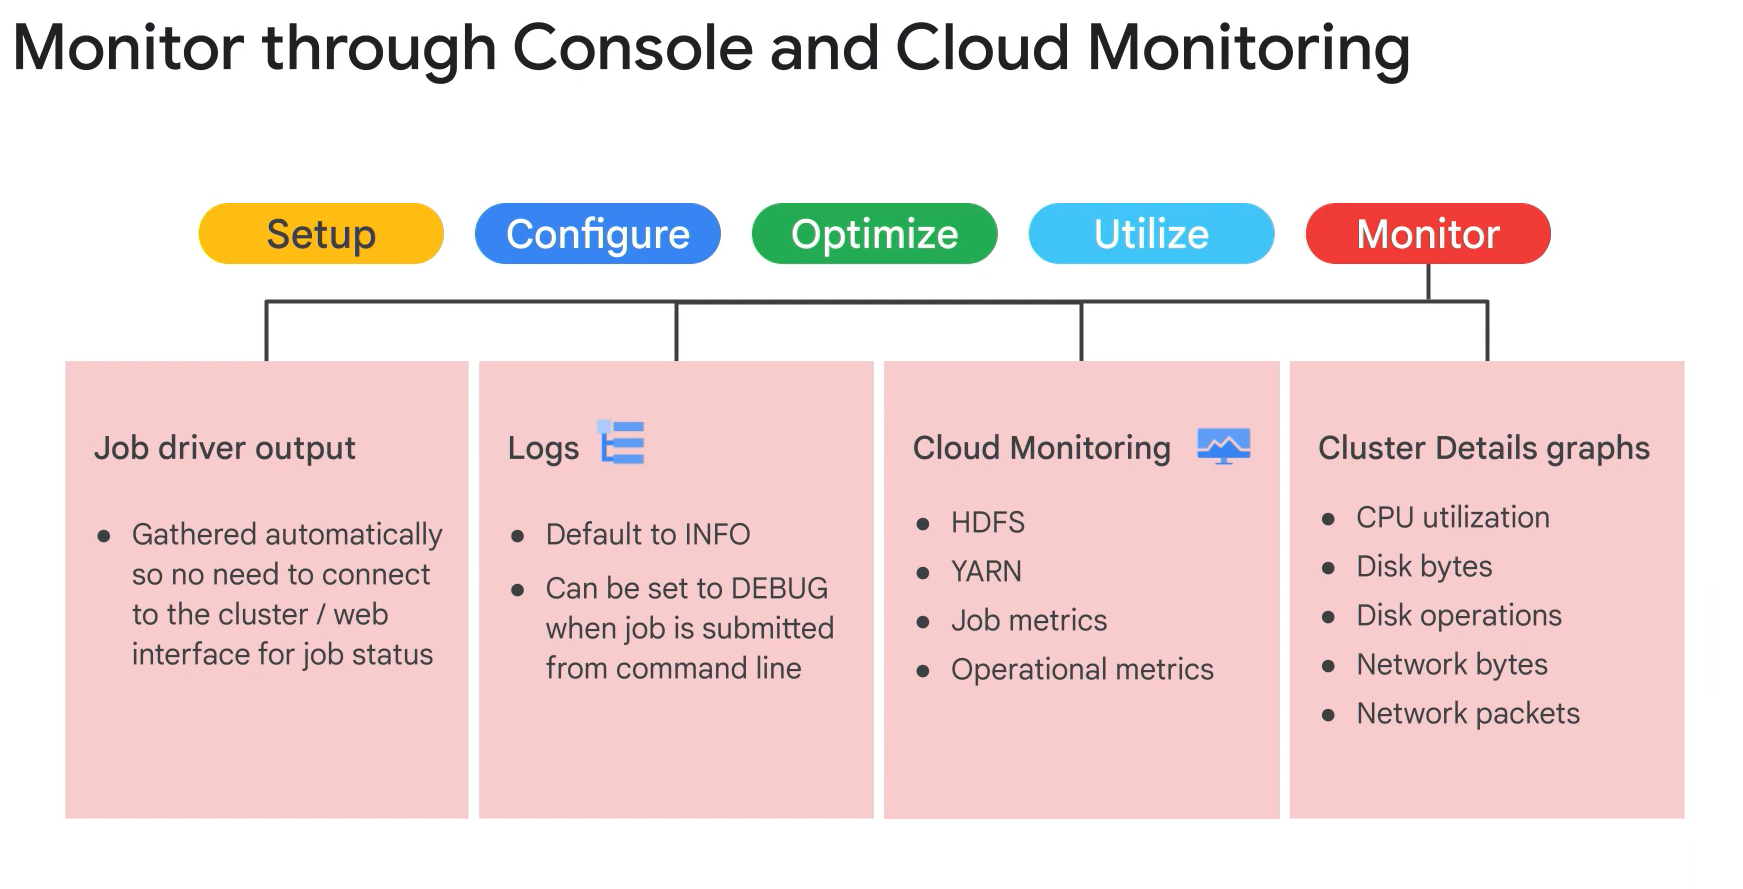 Monitor through Console and Cloud Monitoring
Setup
Configure
Optimize
Utilize
Monitor
Job driver output
● Gathered automatically
so no need to connect
to the cluster / web
interface for job status
Logs
● Default to INFO
● Can be set to DEBUG
when job is submitted
from command line
Cloud Monitoring
● HDFS
● YARN
● Job metrics
● Operational metrics
Cluster Details graphs
● CPU utilization
● Disk bytes
● Disk operations
● Network bytes
● Network packets